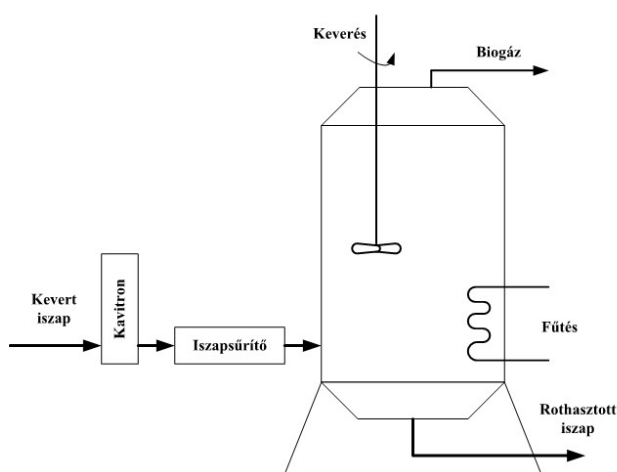 Keverés
Biogáz
Kevert
iszap
Kavitron
Iszapsűrítő
Fűtés
Rothasztott
iszap